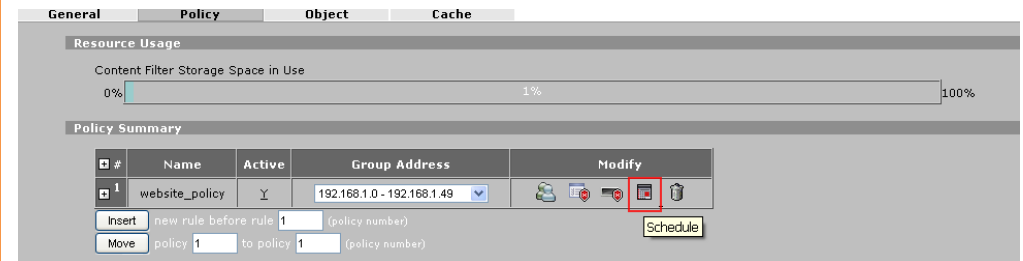 General Policy Object Cache
Resource Usage
Content Filter Storage Space in Use
0% 1% 100%
Policy Summary
# Name Active Group Address Modify
1 website_policy Y 192.168.1.0 - 192.168.1.49
Insert new rule before rule 1 (policy number)
Schedule
Move policy 1 to policy 1 (policy number)